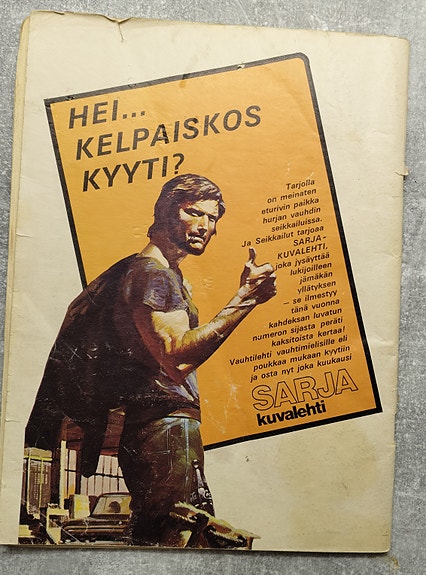 HEI...
KELPAISKOS
KYYTI?
Tarjolla
on meinaten
eturivin paikka
hurjan vauhdin
seikkailuissa.
Ja Seikkailut tarjoaa
SARJA-
KUVALEHTI,
joka jysäyttää
lukijoilleen
jämäkän
yllätyksen
— se ilmestyy
tänä vuonna
kahdeksan luvatun
numeron sijasta peräti
kaksitoista kertaa!
Vauhtilehti vauhtimielisille eli
poukkaa mukaan kyytiin
ja osta nyt joka kuukausi
SARJA
kuvalehti